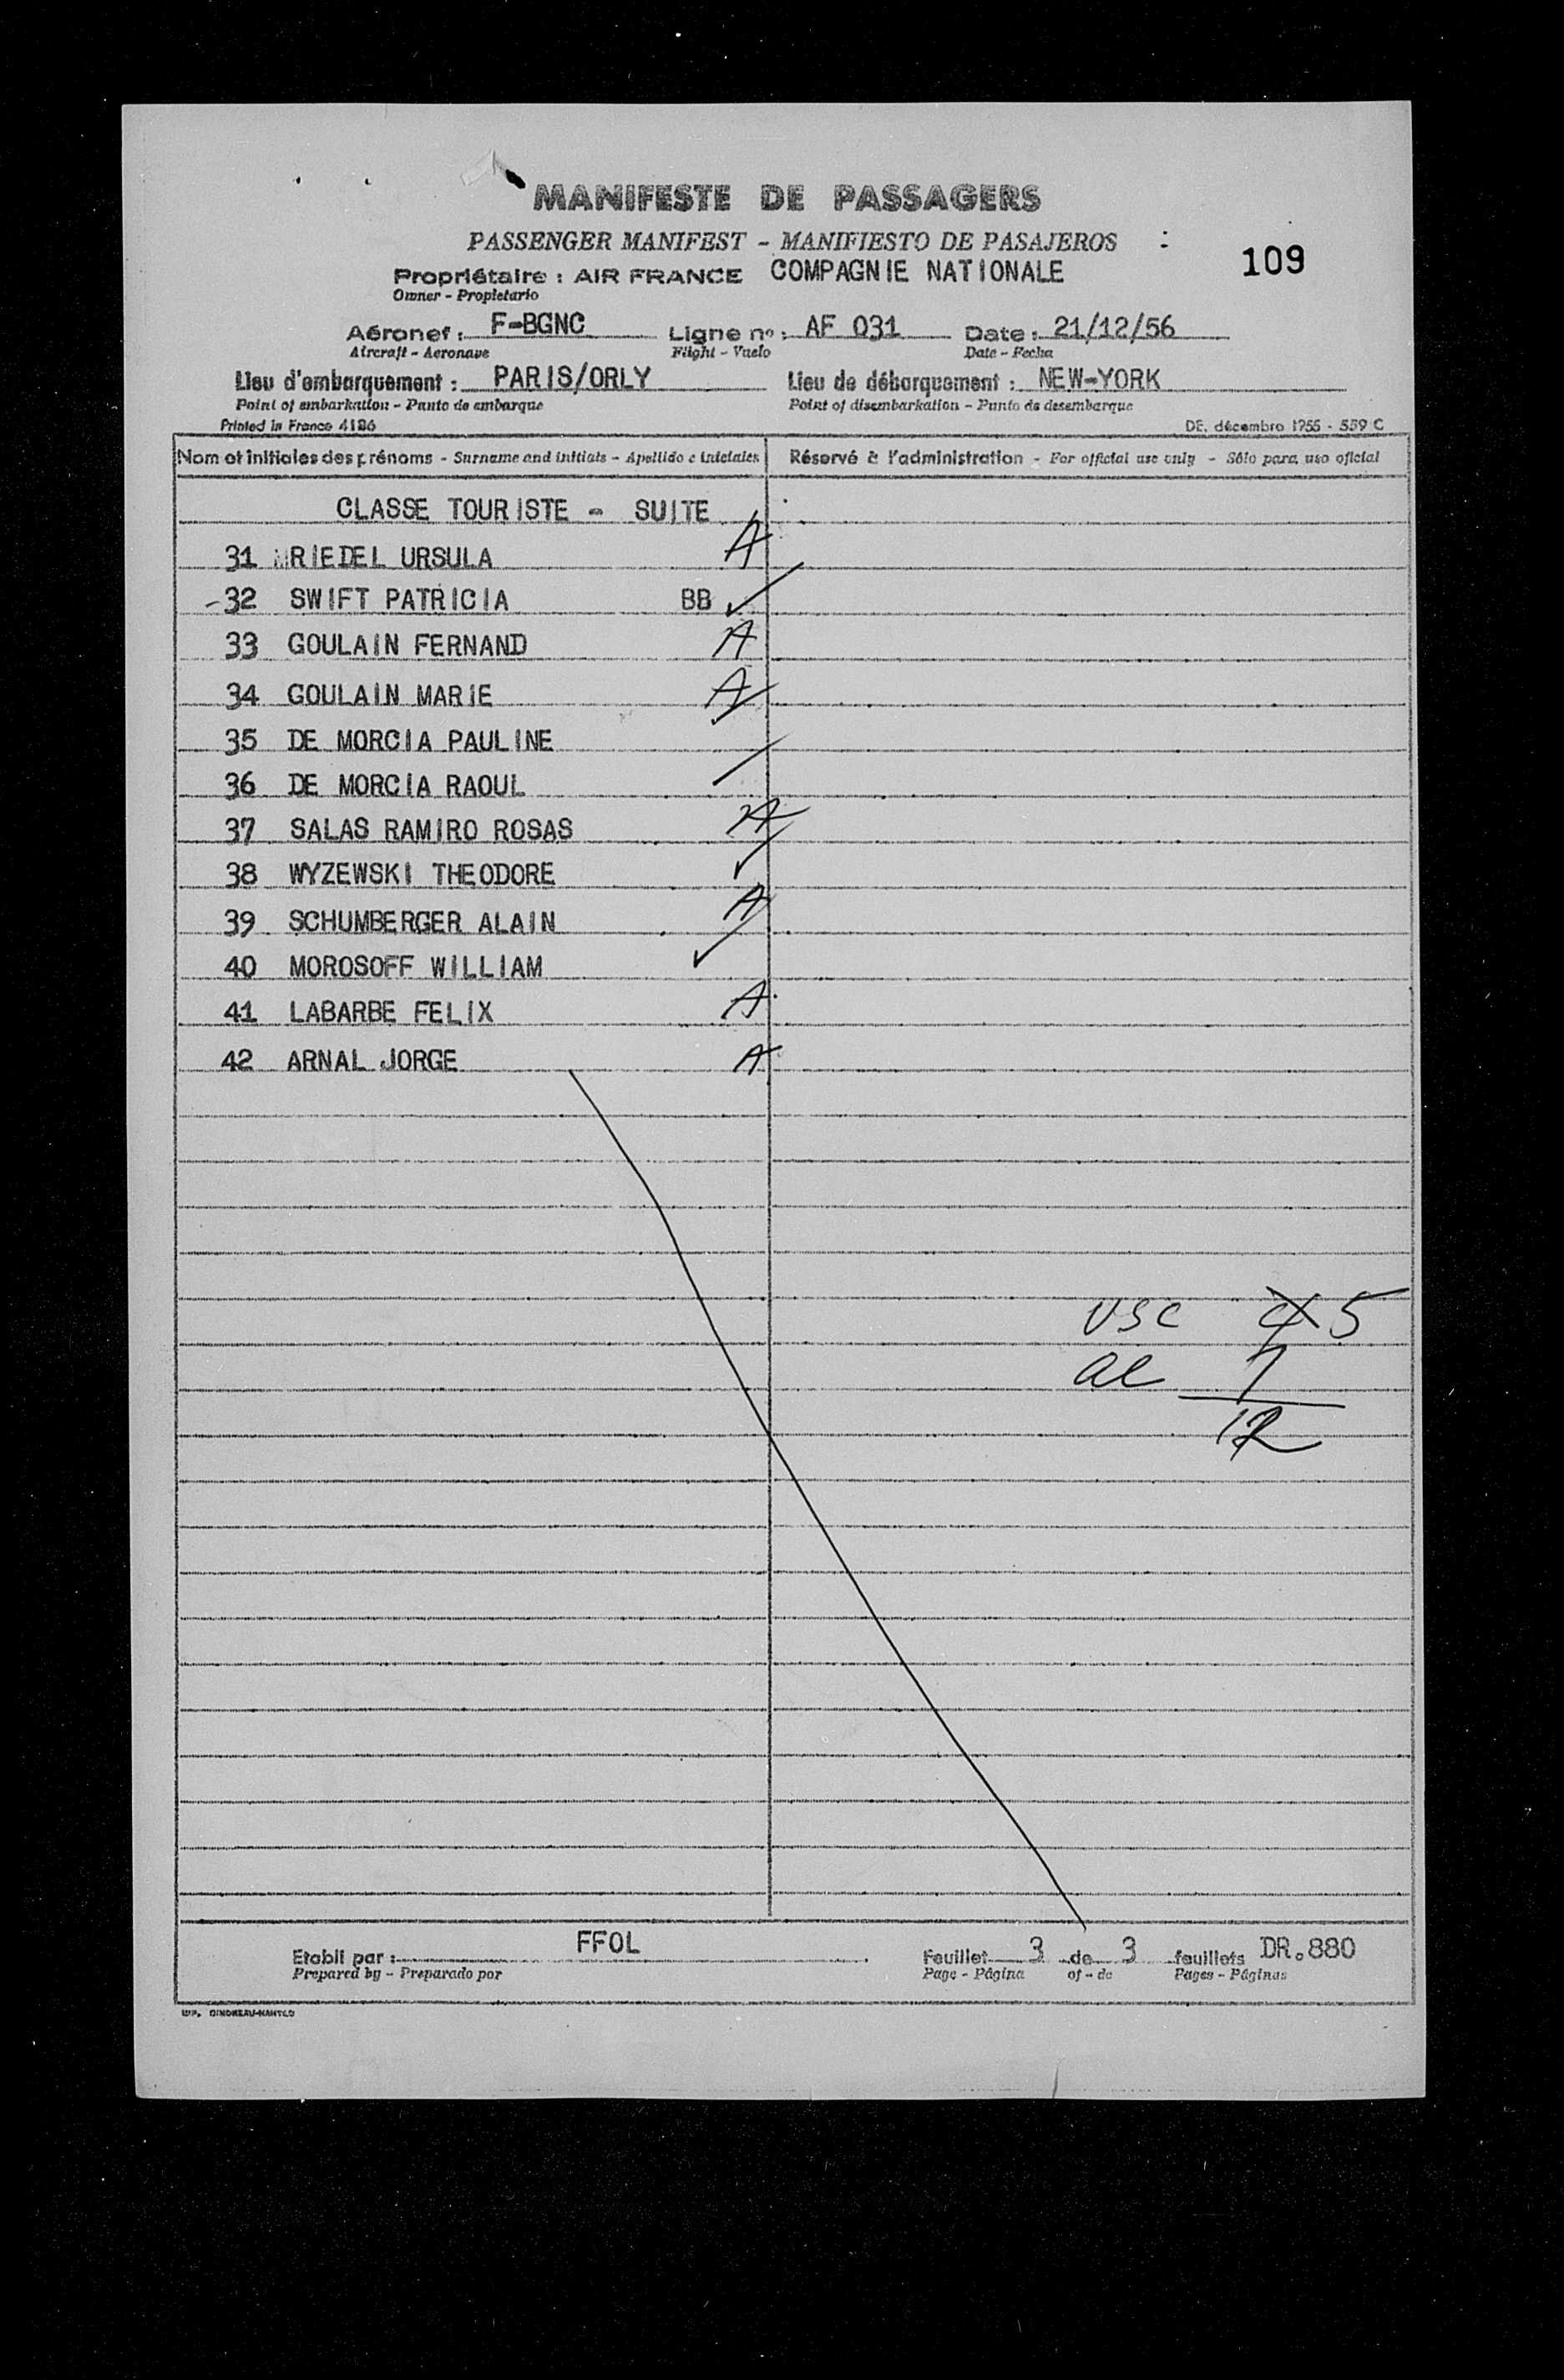 MANIFESTE DE PASSAGERS
PASSENGER MANIFEST - MANIFIESTO DE PASAJEROS
109
Propriétaire : AIR FRANCE COMPAGNIE NATIONALE
Owner - Propietario
Aéronef : F-BGNC Ligne nº : AF 031 Date : 21/12/56
Aircraft - Aeronave Flight - Vuelo Date - Fecha
Lieu d'embarquement : PARIS/ORLY Lieu de débarquement : NEW-YORK
Point of embarkation - Punto de embarque Point of disembarkation - Punto de desembarque
Printed in France 4186 DE. décembre 1955 - 559 C
Nom et initiales des prénoms - Surname and initials - Apellido e iniciales Réservé à l'administration - For official use only - Sólo para uso oficial
CLASSE TOURISTE - SUITE
31 RIEDEL URSULA A
-32 SWIFT PATRICIA BB ✓
33 GOULAIN FERNAND A
34 GOULAIN MARIE A
35 DE MORCIA PAULINE ✓
36 DE MORCIA RAOUL /
37 SALAS RAMIRO ROSAS A
38 WYZEWSKI THEODORE ✓
39 SCHUMBERGER ALAIN A
40 MOROSOFF WILLIAM ✓
41 LABARBE FELIX A
42 ARNAL JORGE A
USC 5
al 7
12
Etabli par : FFOL Feuillet 3 de 3 feuillets DR.880
Prepared by - Preparado por Page - Página of - de Pages - Páginas
IMP. DINOREAU-NANTES